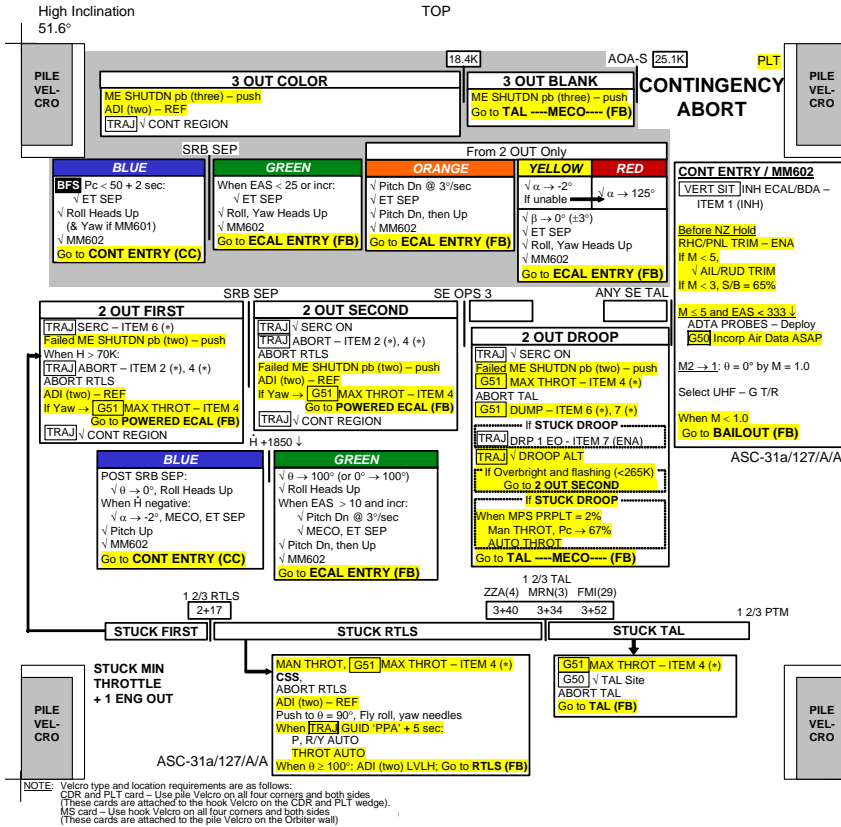 High Inclination
51.6°
TOP
PILE
VEL-
CRO
18.4K
AOA-S 25.1K
PLT
CONTINGENCY
ABORT
PILE
VEL-
CRO
3 OUT COLOR
ME SHUTDN pb (three) – push
ADI (two) – REF
TRAJ √ CONT REGION
3 OUT BLANK
ME SHUTDN pb (three) – push
Go to TAL ----MECO---- (FB)
SRB SEP
BLUE
BFS Pc < 50 + 2 sec:
√ ET SEP
√ Roll Heads Up
(& Yaw if MM601)
√ MM602
Go to CONT ENTRY (CC)
GREEN
When EAS < 25 or incr:
√ ET SEP
√ Roll, Yaw Heads Up
√ MM602
Go to ECAL ENTRY (FB)
From 2 OUT Only
ORANGE
√ Pitch Dn @ 3°/sec
√ ET SEP
√ Pitch Dn, then Up
√ MM602
Go to ECAL ENTRY (FB)
YELLOW
√ α → -2°
If unable
RED
√ α → 125°
√ β → 0° (±3°)
√ ET SEP
√ Roll, Yaw Heads Up
√ MM602
Go to ECAL ENTRY (FB)
CONT ENTRY / MM602
VERT SIT INH ECAL/BDA –
ITEM 1 (INH)
Before NZ Hold
RHC/PNL TRIM – ENA
If M < 5,
√ AIL/RUD TRIM
If M < 3, S/B = 65%
M ≤ 5 and EAS < 333 ↓
ADTA PROBES – Deploy
G50 Incorp Air Data ASAP
M2 → 1: θ = 0° by M = 1.0
Select UHF – G T/R
When M < 1.0
Go to BAILOUT (FB)
ASC-31a/127/A/A
SRB SEP
SE OPS 3
ANY SE TAL
2 OUT FIRST
TRAJ SERC – ITEM 6 (*)
Failed ME SHUTDN pb (two) – push
When H > 70K:
TRAJ ABORT – ITEM 2 (*), 4 (*)
ABORT RTLS
ADI (two) – REF
If Yaw → G51 MAX THROT – ITEM 4
Go to POWERED ECAL (FB)
TRAJ √ CONT REGION
2 OUT SECOND
TRAJ √ SERC ON
TRAJ ABORT – ITEM 2 (*), 4 (*)
ABORT RTLS
Failed ME SHUTDN pb (two) – push
ADI (two) – REF
If Yaw → G51 MAX THROT – ITEM 4
Go to POWERED ECAL (FB)
TRAJ √ CONT REGION
2 OUT DROOP
TRAJ √ SERC ON
Failed ME SHUTDN pb (two) – push
G51 MAX THROT – ITEM 4 (*)
ABORT TAL
G51 DUMP – ITEM 6 (*), 7 (*)
If STUCK DROOP
TRAJ DRP 1 EO - ITEM 7 (ENA)
TRAJ √ DROOP ALT
If Overbright and flashing (<265K)
Go to 2 OUT SECOND
If STUCK DROOP
When MPS PRPLT = 2%
Man THROT, Pc → 67%
AUTO THROT
Go to TAL ----MECO---- (FB)
Ḣ +1850 ↓
BLUE
POST SRB SEP:
√ θ → 0°, Roll Heads Up
When Ḣ negative:
√ α → -2°, MECO, ET SEP
√ Pitch Up
√ MM602
Go to CONT ENTRY (CC)
GREEN
√ θ → 100° (or 0° → 100°)
√ Roll Heads Up
When EAS > 10 and incr:
√ Pitch Dn @ 3°/sec
√ MECO, ET SEP
√ Pitch Dn, then Up
√ MM602
Go to ECAL ENTRY (FB)
1 2/3 RTLS
2+17
1 2/3 TAL
ZZA(4) MRN(3) FMI(29)
3+40 3+34 3+52
1 2/3 PTM
STUCK FIRST
STUCK RTLS
STUCK TAL
STUCK MIN
THROTTLE
+ 1 ENG OUT
MAN THROT, G51 MAX THROT – ITEM 4 (*)
CSS,
ABORT RTLS
ADI (two) – REF
Push to θ = 90°, Fly roll, yaw needles
When TRAJ GUID 'PPA' + 5 sec:
P, R/Y AUTO
THROT AUTO
When θ ≥ 100°: ADI (two) LVLH; Go to RTLS (FB)
G51 MAX THROT – ITEM 4 (*)
G50 √ TAL Site
ABORT TAL
Go to TAL (FB)
PILE
VEL-
CRO
PILE
VEL-
CRO
ASC-31a/127/A/A
NOTE: Velcro type and location requirements are as follows:
CDR and PLT card – Use pile Velcro on all four corners and both sides
(These cards are attached to the hook Velcro on the CDR and PLT wedge).
MS card – Use hook Velcro on all four corners and both sides
(These cards are attached to the pile Velcro on the Orbiter wall)